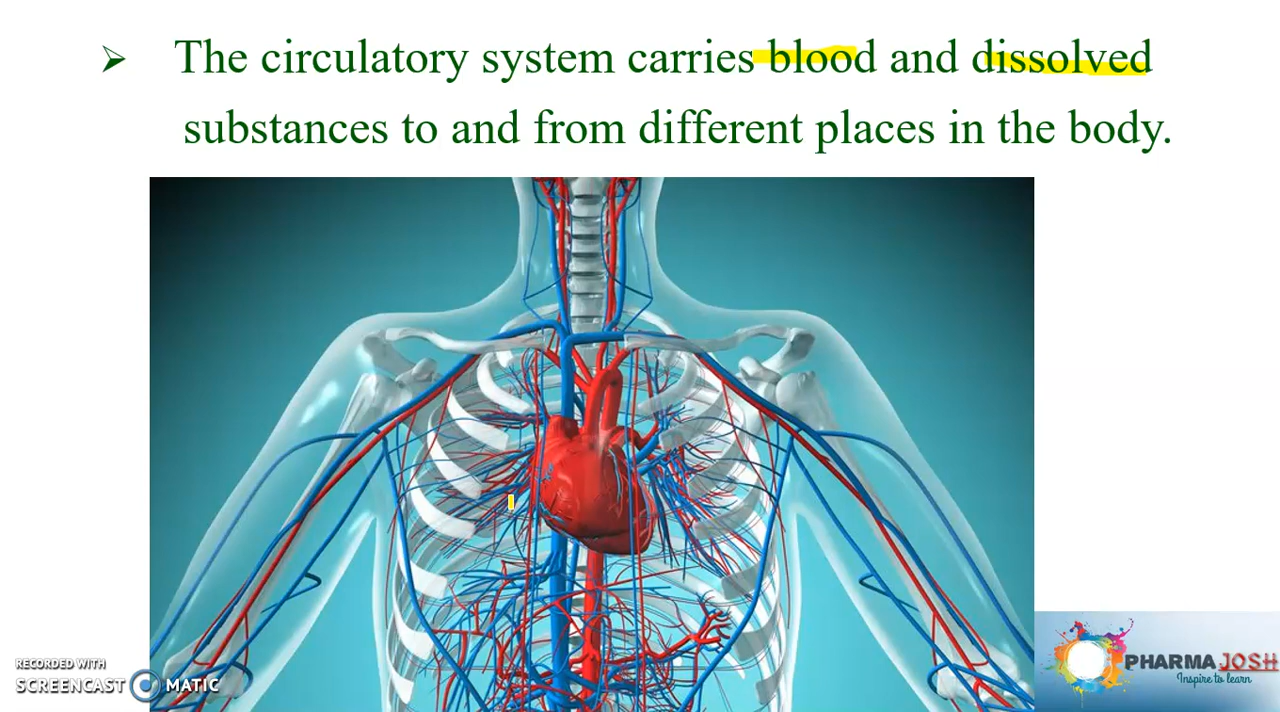 ➢ The circulatory system carries blood and dissolved
substances to and from different places in the body.
RECORDED WITH
SCREENCAST MATIC
PHARMA JOSH
Inspire to learn